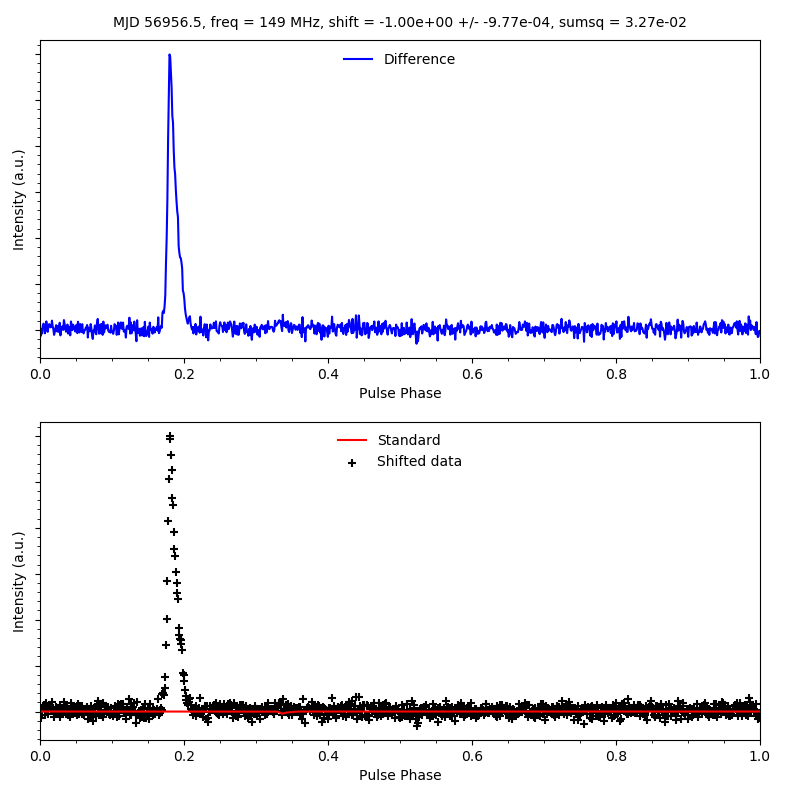 MJD 56956.5, freq = 149 MHz, shift = -1.00e+00 +/- -9.77e-04, sumsq = 3.27e-02
Difference
Intensity (a.u.)
0.0 0.2 0.4 0.6 0.8 1.0
Pulse Phase
Standard
Shifted data
Intensity (a.u.)
0.0 0.2 0.4 0.6 0.8 1.0
Pulse Phase